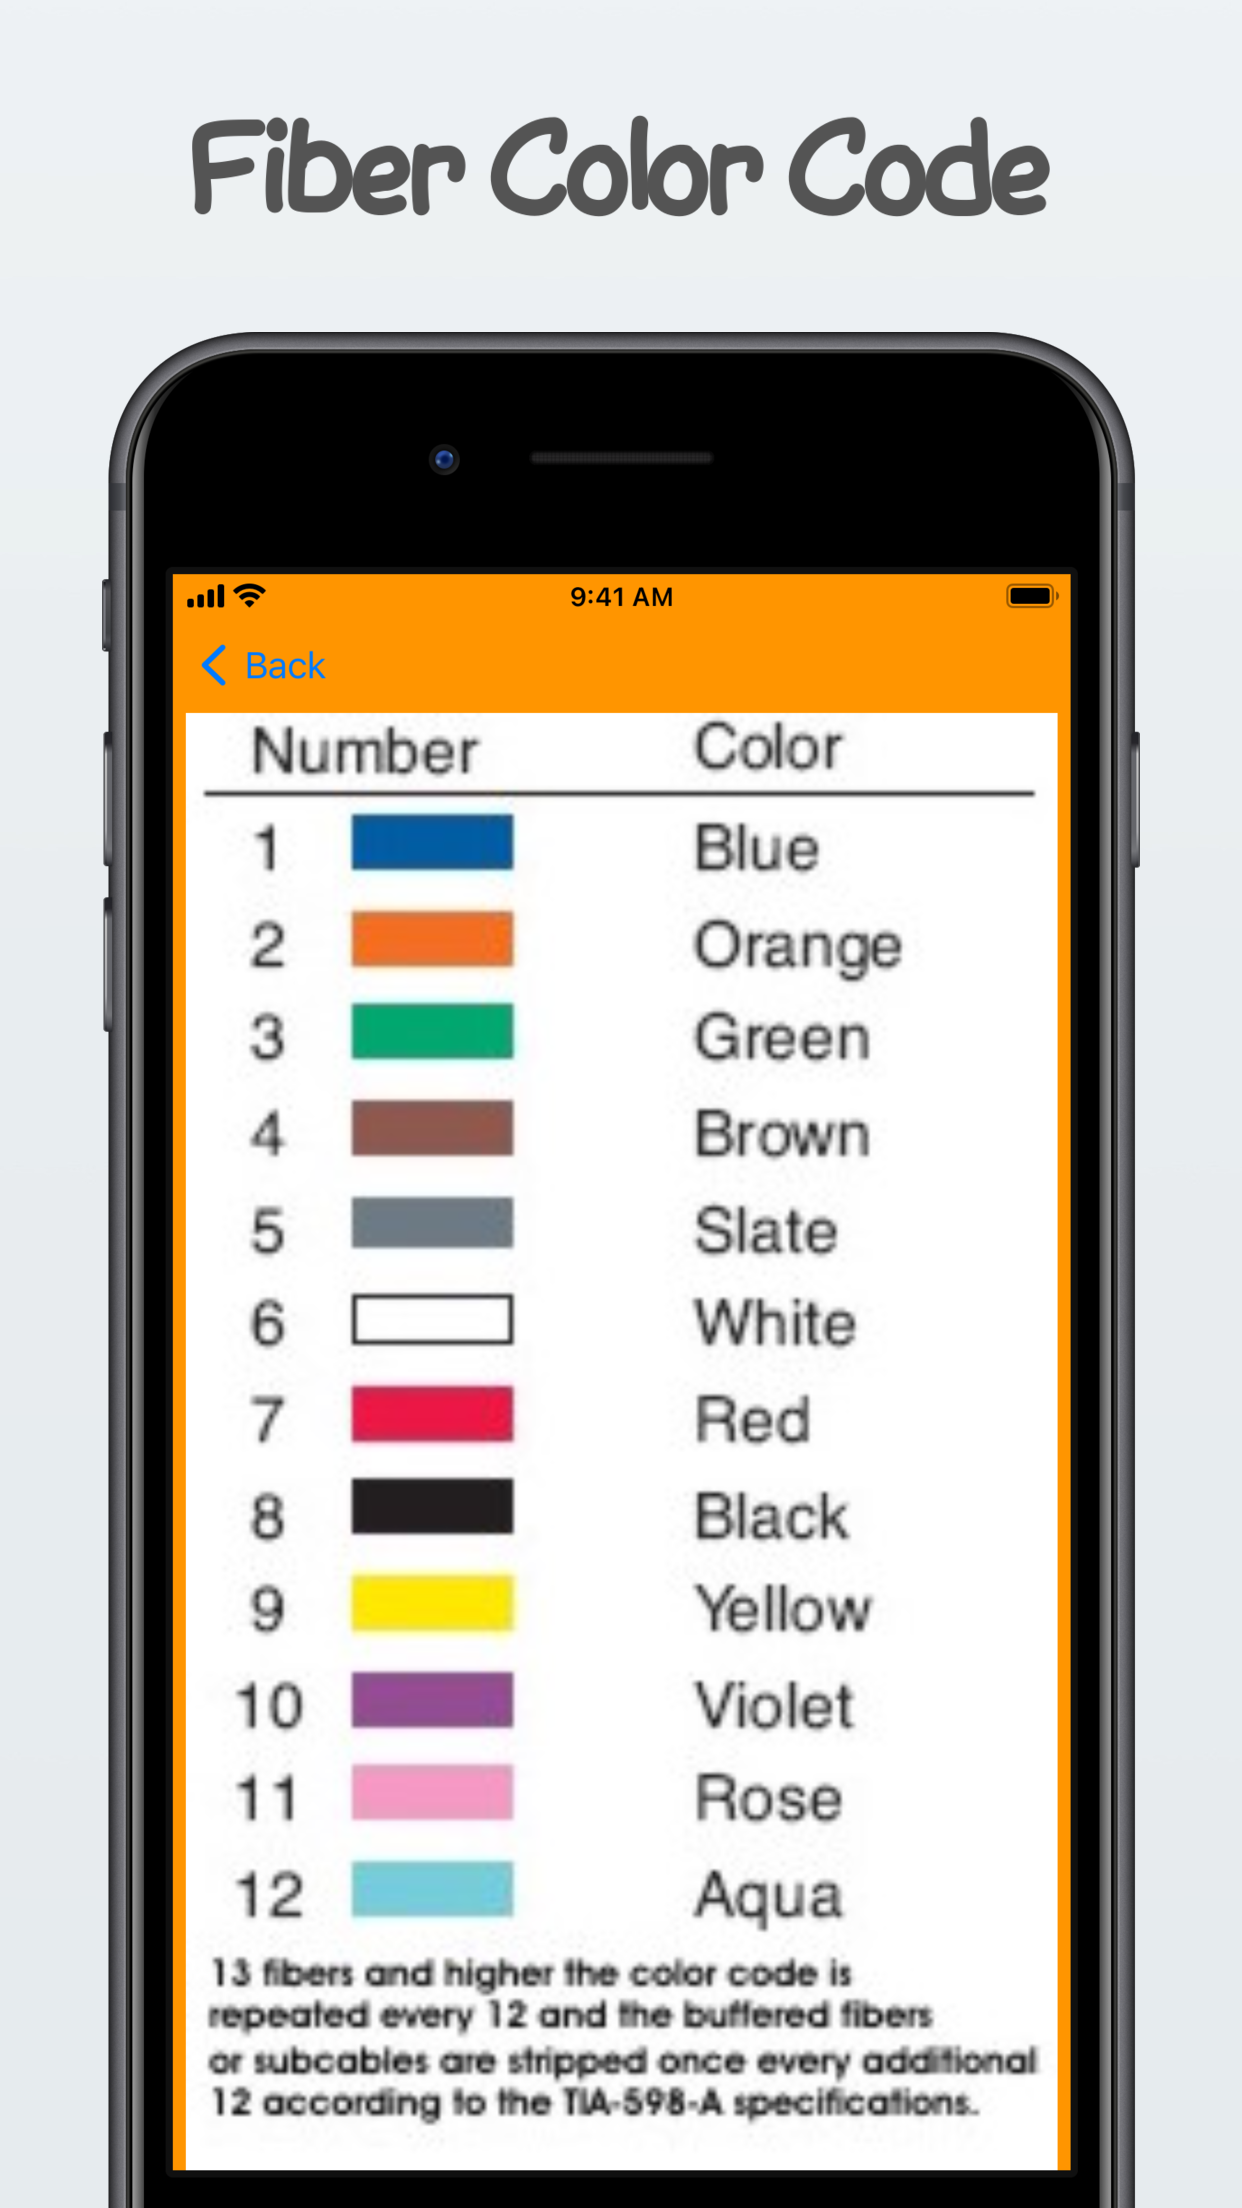 Fiber Color Code
9:41 AM
Back
Number Color
1 Blue
2 Orange
3 Green
4 Brown
5 Slate
6 White
7 Red
8 Black
9 Yellow
10 Violet
11 Rose
12 Aqua
13 fibers and higher the color code is
repeated every 12 and the buffered fibers
or subcables are stripped once every additional
12 according to the TIA-598-A specifications.